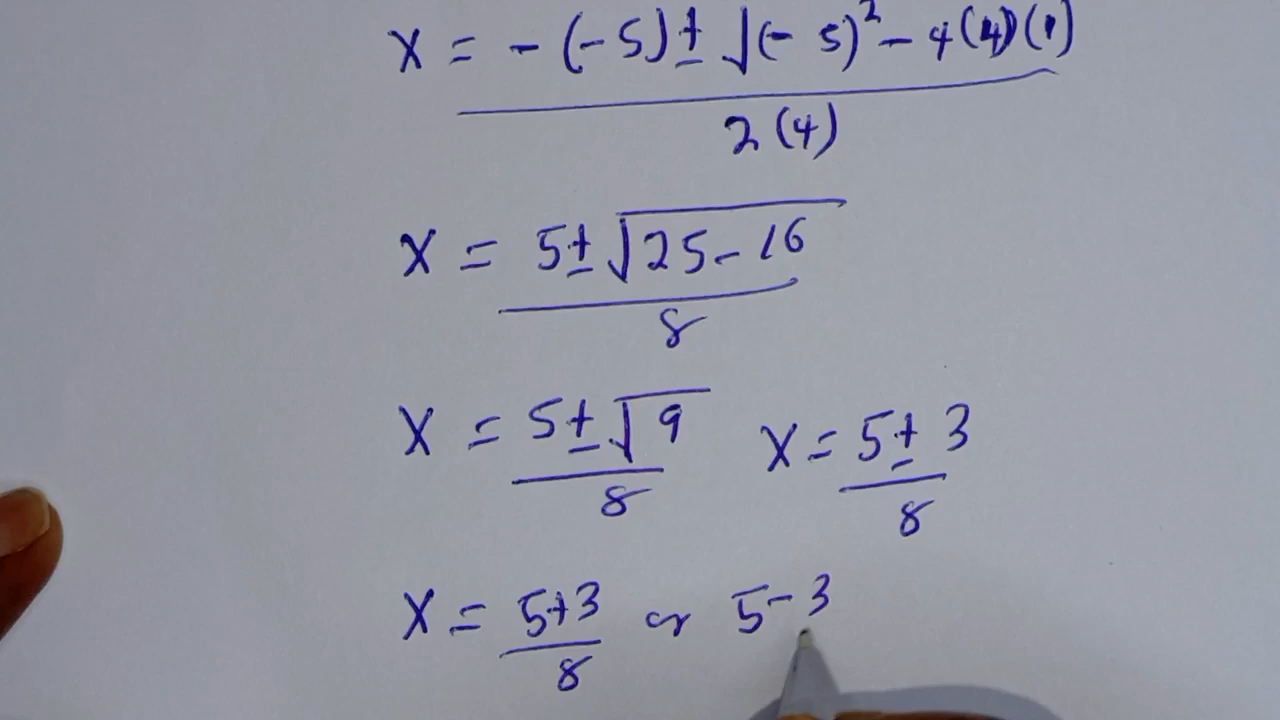 X = -(-5) ± √(-5)² - 4(4)(1)
2(4)
X = 5 ± √25 - 16
8
X = 5 ± √9
8
X = 5 ± 3
8
X = 5+3 or 5-3
8